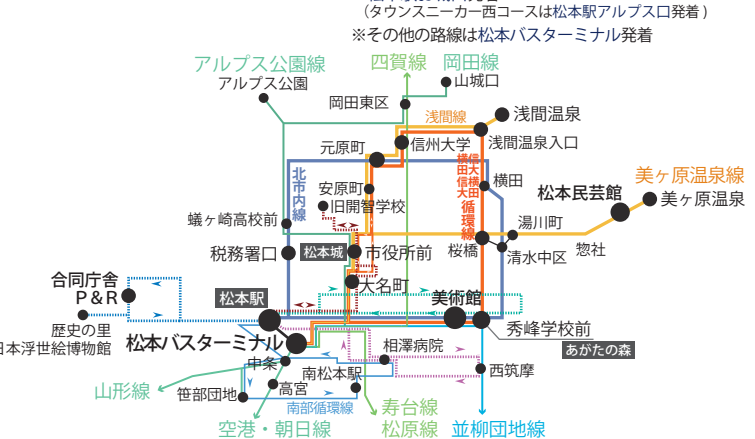 (タウンスニーカー西コースは松本駅アルプス口発着)
※その他の路線は松本バスターミナル発着
アルプス公園線
四賀線
岡田線
アルプス公園
山城口
岡田東区
浅間線
浅間温泉
元原町
信州大学
浅間温泉入口
北市内線
信大横田
横田信大
循環線
横田
美ヶ原温泉線
安原町
松本民芸館
美ヶ原温泉
旧開智学校
蟻ヶ崎高校前
湯川町
税務署口
松本城
市役所前
桜橋
惣社
清水中区
合同庁舎
P&R
大名町
松本駅
美術館
歴史の里
日本浮世絵博物館
松本バスターミナル
秀峰学校前
あがたの森
中条
相澤病院
南松本駅
西筑摩
山形線
笹部団地
高宮
南部循環線
寿台線
松原線
空港・朝日線
並柳団地線